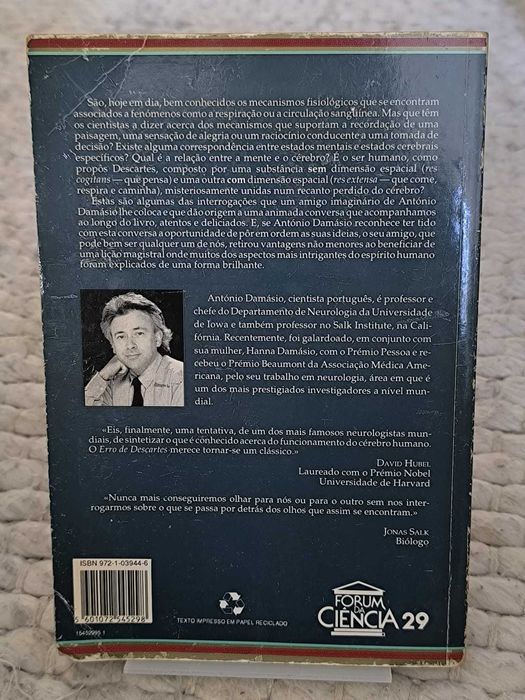 São, hoje em dia, bem conhecidos os mecanismos fisiológicos que se encontram
associados a fenómenos como a respiração ou a circulação sanguínea. Mas que têm
os cientistas a dizer acerca dos mecanismos que suportam a recordação de uma
paisagem, uma sensação de alegria ou um raciocínio conducente a uma tomada de
decisão? Existe alguma correspondência entre estados mentais e estados cerebrais
específicos? Qual é a relação entre a mente e o cérebro? É o ser humano, como
propôs Descartes, composto por uma substância sem dimensão espacial (res
cogitans — que pensa) e uma outra com dimensão espacial (res extensa — que come,
respira e caminha), misteriosamente unidas num recanto perdido do cérebro?
Estas são algumas das interrogações que um amigo imaginário de António
Damásio lhe coloca e que dão origem a uma animada conversa que acompanhamos
ao longo do livro, atentos e deliciados. E, se António Damásio reconhece ter tido
com esta conversa a oportunidade de pôr em ordem as suas ideias, o seu amigo, que
pode bem ser qualquer um de nós, retirou vantagens não menores ao beneficiar de
uma lição magistral onde muitos dos aspectos mais intrigantes do espírito humano
foram explicados de uma forma brilhante.
António Damásio, cientista português, é professor e
chefe do Departamento de Neurologia da Universidade
de Iowa e também professor no Salk Institute, na Cali-
fórnia. Recentemente, foi galardoado, em conjunto com
sua mulher, Hanna Damásio, com o Prémio Pessoa e re-
cebeu o Prémio Beaumont da Associação Médica Ame-
ricana, pelo seu trabalho em neurologia, área em que é
um dos mais prestigiados investigadores a nível mun-
dial.
«Eis, finalmente, uma tentativa, de um dos mais famosos neurologistas mun-
diais, de sintetizar o que é conhecido acerca do funcionamento do cérebro humano.
O Erro de Descartes merece tornar-se um clássico.»
DAVID HUBEL
Laureado com o Prémio Nobel
Universidade de Harvard
«Nunca mais conseguiremos olhar para nós ou para o outro sem nos inter-
rogarmos sobre o que se passa por detrás dos olhos que assim se encontram.»
JONAS SALK
Biólogo
ISBN 972-1-03944-6
5 601072 545298
TEXTO IMPRESSO EM PAPEL RECICLADO
FORUM
DA
CIÊNCIA 29